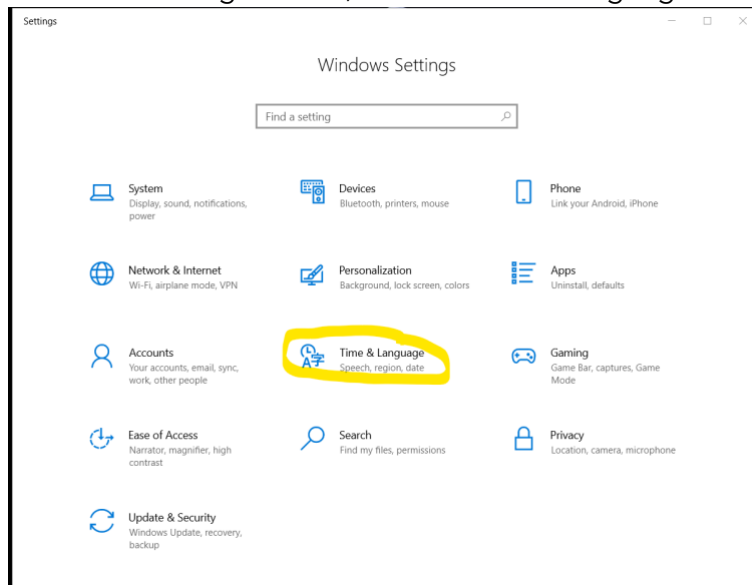 Settings
Windows Settings
Find a setting
System
Display, sound, notifications,
power
Devices
Bluetooth, printers, mouse
Phone
Link your Android, iPhone
Network & Internet
Wi-Fi, airplane mode, VPN
Personalization
Background, lock screen, colors
Apps
Uninstall, defaults
Accounts
Your accounts, email, sync,
work, other people
Time & Language
Speech, region, date
Gaming
Game Bar, captures, Game
Mode
Ease of Access
Narrator, magnifier, high
contrast
Search
Find my files, permissions
Privacy
Location, camera, microphone
Update & Security
Windows Update, recovery,
backup